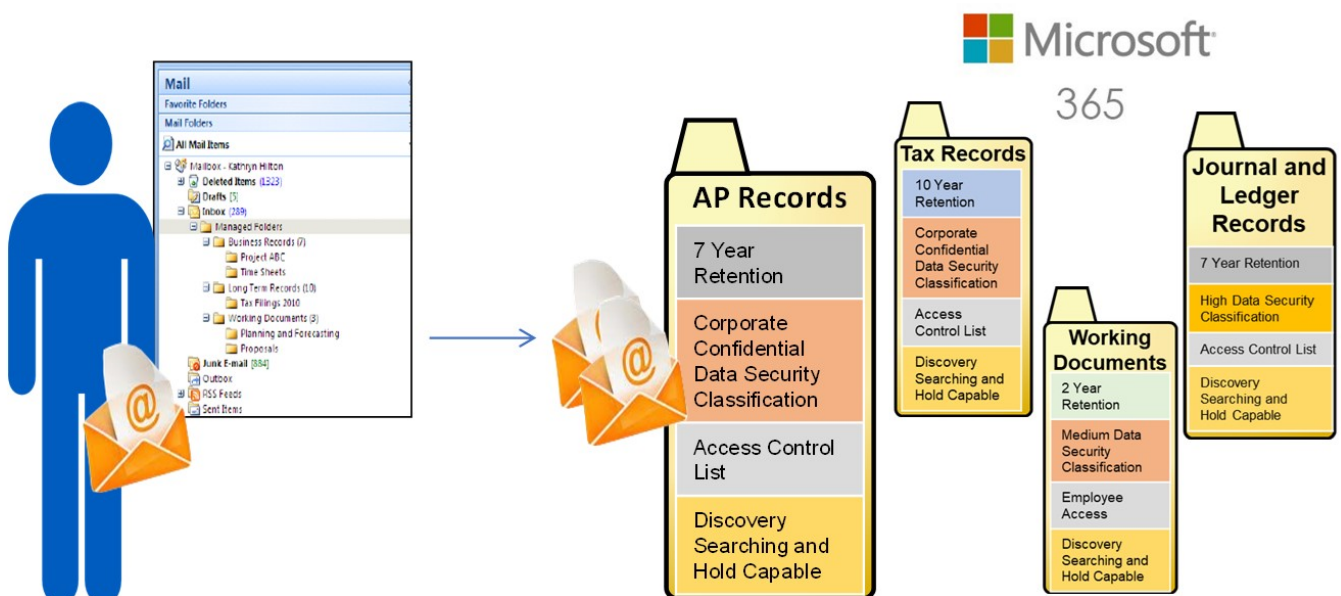 Mail
Favorite Folders
Mail Folders
All Mail Items
Mailbox - Kathryn Hilton
Deleted Items (1323)
Drafts [5]
Inbox (289)
Managed Folders
Business Records (7)
Project ABC
Time Sheets
Long Term Records (10)
Tax Filings 2010
Working Documents (3)
Planning and Forecasting
Proposals
Junk E-mail [884]
Outbox
RSS Feeds
Sent Items
@
@
AP Records
7 Year
Retention
Corporate
Confidential
Data Security
Classification
Access Control
List
Discovery
Searching and
Hold Capable
Microsoft
365
Tax Records
10 Year
Retention
Corporate
Confidential
Data Security
Classification
Access
Control List
Discovery
Searching and
Hold Capable
Working
Documents
2 Year
Retention
Medium Data
Security
Classification
Employee
Access
Discovery
Searching and
Hold Capable
Journal and
Ledger
Records
7 Year Retention
High Data Security
Classification
Access Control List
Discovery
Searching and
Hold Capable